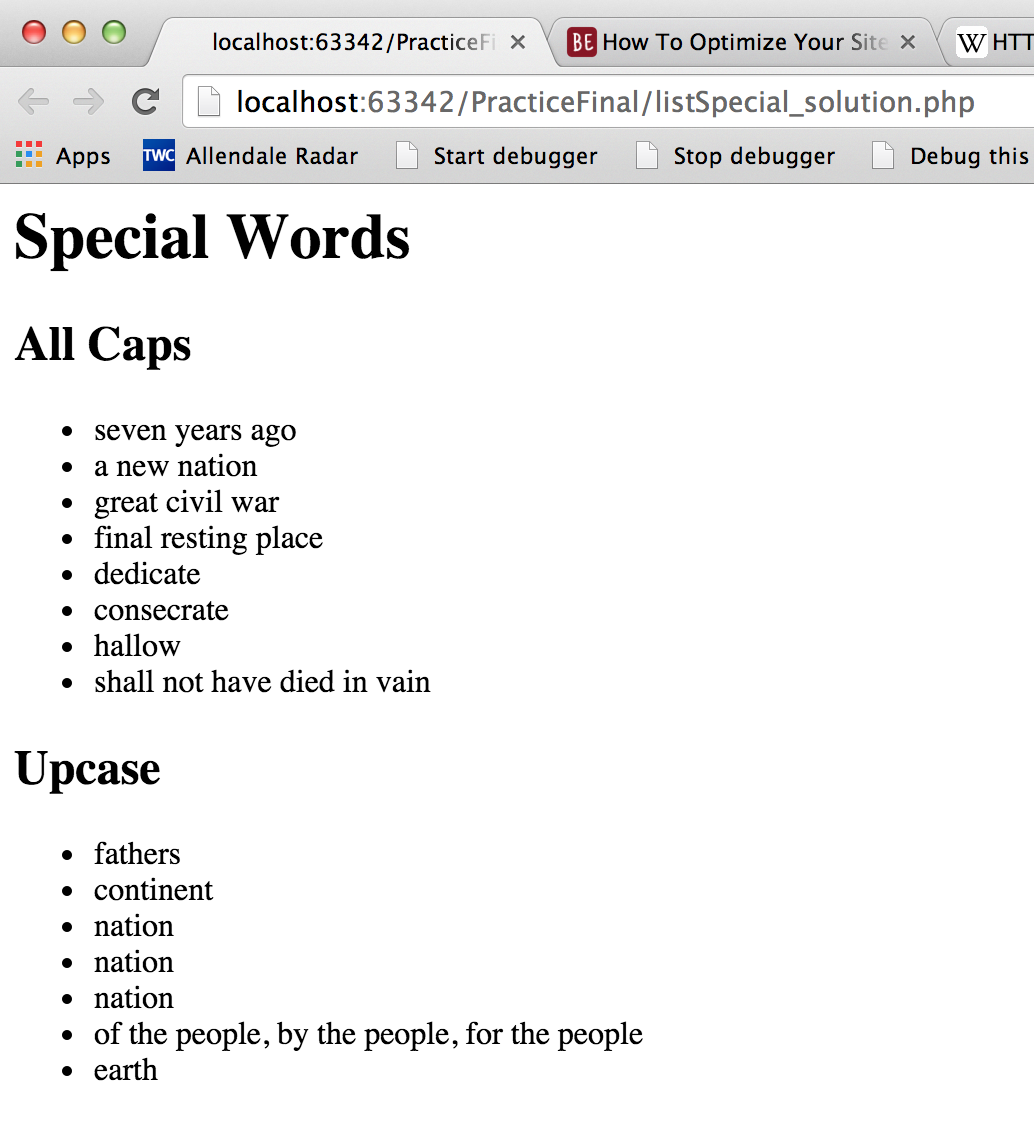 localhost:63342/PracticeFi
BE How To Optimize Your Site
W HTT
localhost:63342/PracticeFinal/listSpecial_solution.php
Apps
TWC Allendale Radar
Start debugger
Stop debugger
Debug this
Special Words
All Caps
seven years ago
a new nation
great civil war
final resting place
dedicate
consecrate
hallow
shall not have died in vain
Upcase
fathers
continent
nation
nation
nation
of the people, by the people, for the people
earth